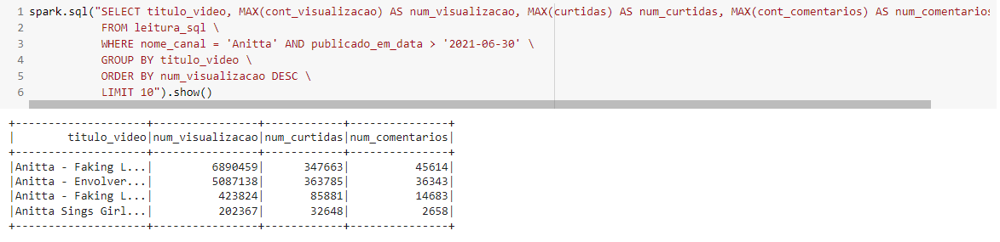 1 spark.sql("SELECT titulo_video, MAX(cont_visualizacao) AS num_visualizacao, MAX(curtidas) AS num_curtidas, MAX(cont_comentarios) AS num_comentarios
2 FROM leitura_sql \
3 WHERE nome_canal = 'Anitta' AND publicado_em_data > '2021-06-30' \
4 GROUP BY titulo_video \
5 ORDER BY num_visualizacao DESC \
6 LIMIT 10").show()
+--------------------+----------------+------------+---------------+
| titulo_video|num_visualizacao|num_curtidas|num_comentarios|
+--------------------+----------------+------------+---------------+
|Anitta - Faking L...| 6890459| 347663| 45614|
|Anitta - Envolver...| 5087138| 363785| 36343|
|Anitta - Faking L...| 423824| 85881| 14683|
|Anitta Sings Girl...| 202367| 32648| 2658|
+--------------------+----------------+------------+---------------+